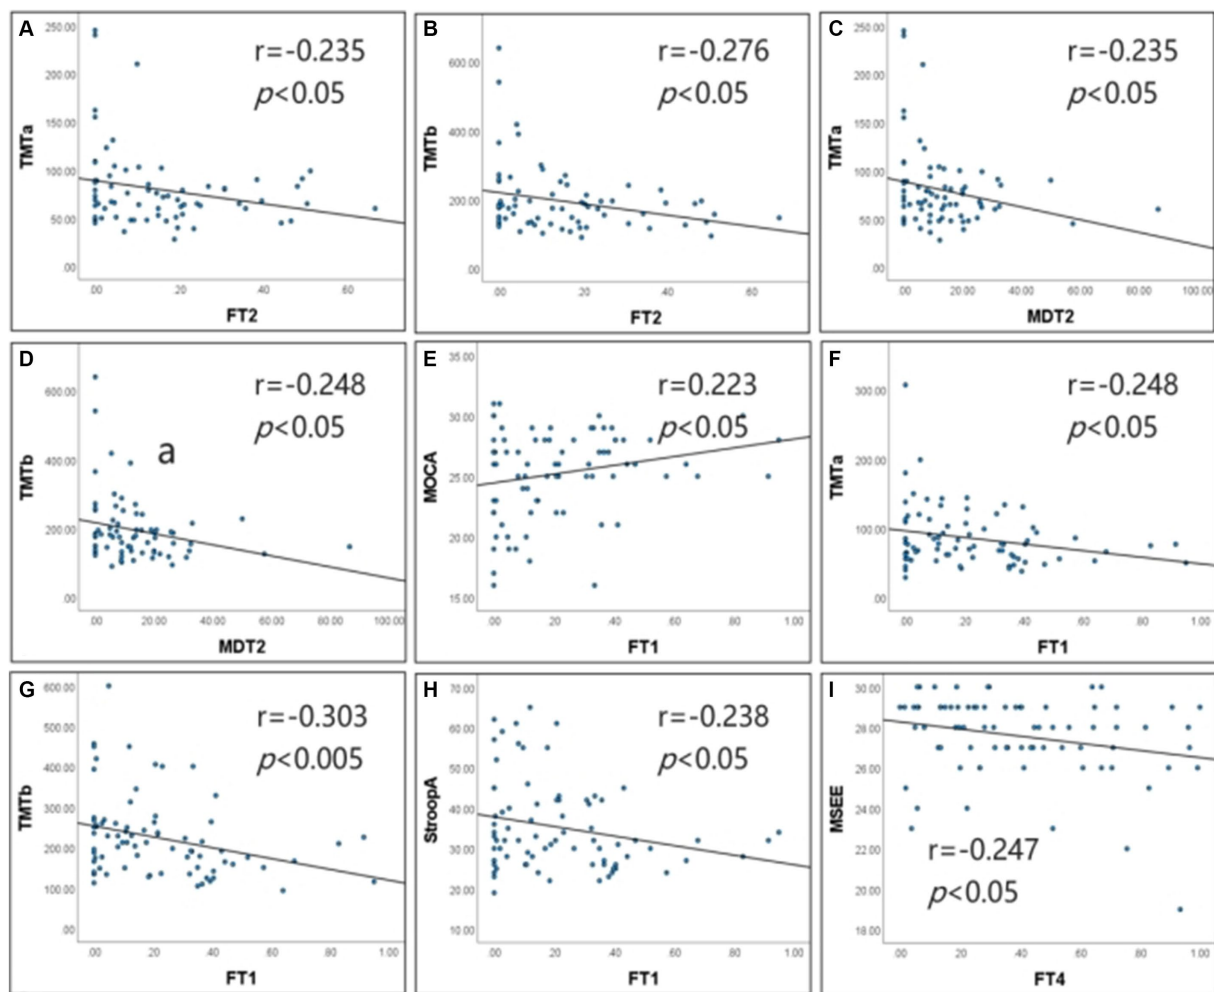 A
250.00
200.00
150.00
100.00
50.00
.00
TMTa
r=-0.235
p<0.05
.00 .20 .40 .60
FT2
B
600.00
400.00
200.00
.00
TMTb
r=-0.276
p<0.05
.00 .20 .40 .60
FT2
C
250.00
200.00
150.00
100.00
50.00
.00
TMTa
r=-0.235
p<0.05
.00 20.00 40.00 60.00 80.00 100.00
MDT2
D
600.00
400.00
200.00
.00
TMTb
a
r=-0.248
p<0.05
.00 20.00 40.00 60.00 80.00 100.00
MDT2
E
35.00
30.00
25.00
20.00
15.00
MOCA
r=0.223
p<0.05
.00 .20 .40 .60 .80 1.00
FT1
F
300.00
200.00
100.00
.00
TMTa
r=-0.248
p<0.05
.00 .20 .40 .60 .80 1.00
FT1
G
600.00
500.00
400.00
300.00
200.00
100.00
.00
TMTb
r=-0.303
p<0.005
.00 .20 .40 .60 .80 1.00
FT1
H
70.00
60.00
50.00
40.00
30.00
20.00
10.00
StroopA
r=-0.238
p<0.05
.00 .20 .40 .60 .80 1.00
FT1
I
30.00
28.00
26.00
24.00
22.00
20.00
18.00
MSEE
r=-0.247
p<0.05
.00 .20 .40 .60 .80 1.00
FT4